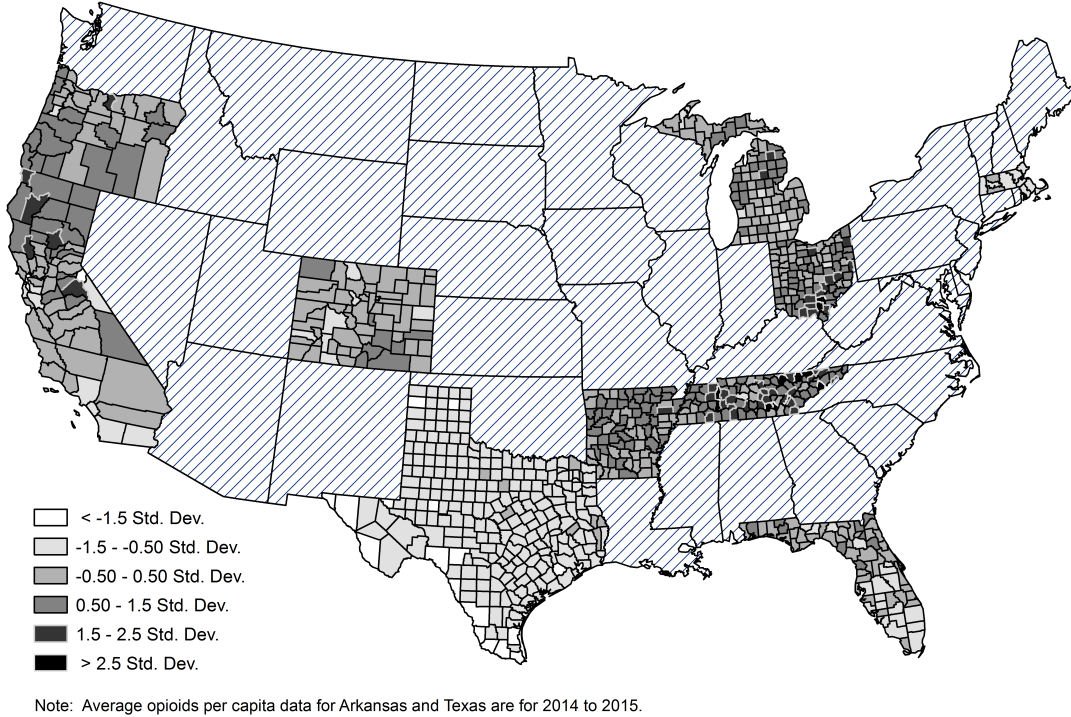 < -1.5 Std. Dev.
-1.5 - -0.50 Std. Dev.
-0.50 - 0.50 Std. Dev.
0.50 - 1.5 Std. Dev.
1.5 - 2.5 Std. Dev.
> 2.5 Std. Dev.
Note: Average opioids per capita data for Arkansas and Texas are for 2014 to 2015.